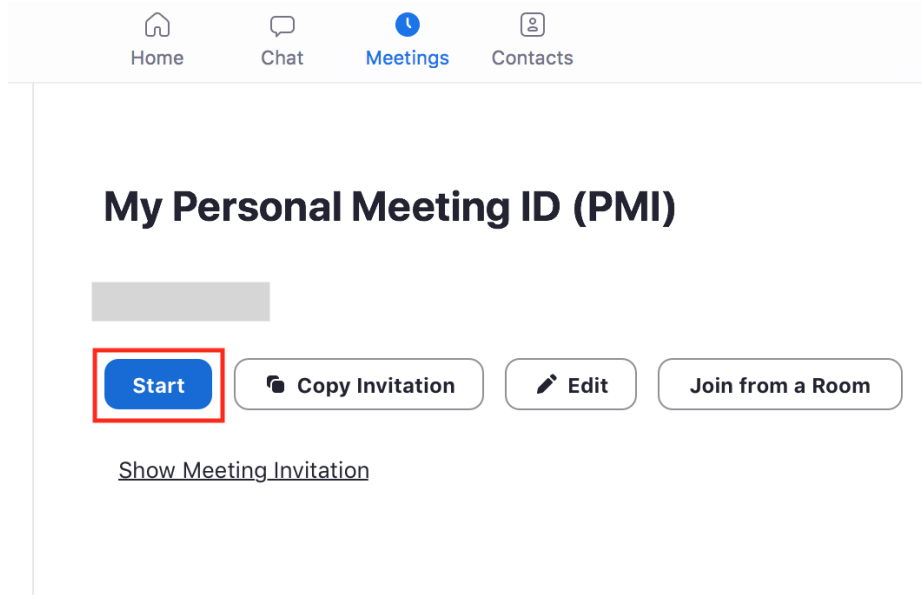 Home Chat Meetings Contacts
My Personal Meeting ID (PMI)
Start Copy Invitation Edit Join from a Room
Show Meeting Invitation